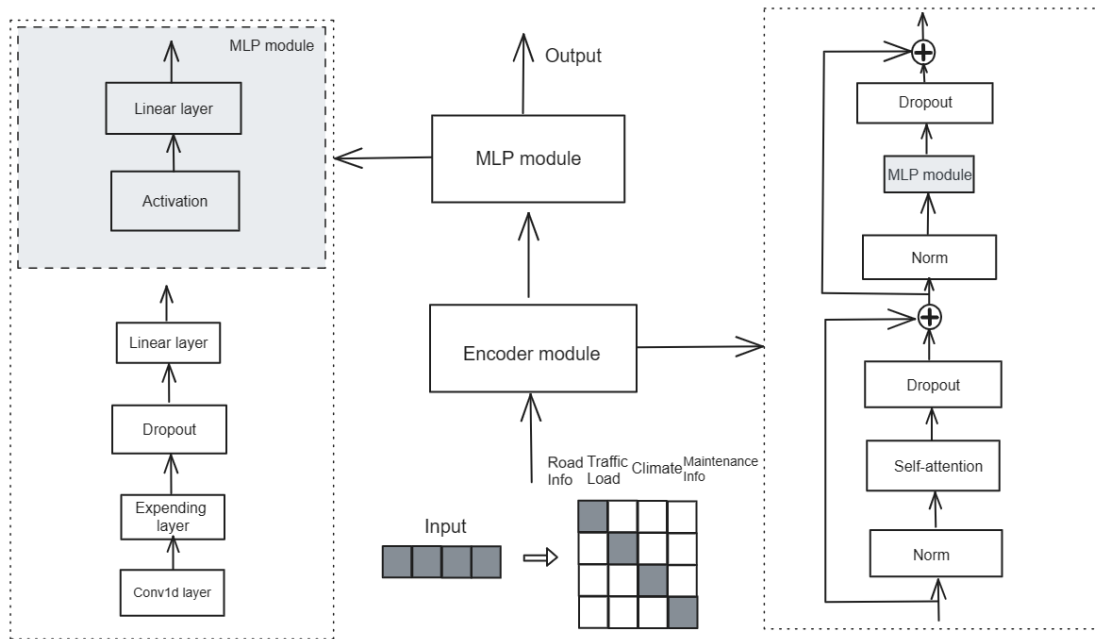 MLP module
Linear layer
Activation
Linear layer
Dropout
Expending
layer
Conv1d layer
Output
MLP module
Encoder module
Road
Info
Traffic
Load
Climate
Maintenance
Info
Input
Dropout
MLP module
Norm
Dropout
Self-attention
Norm